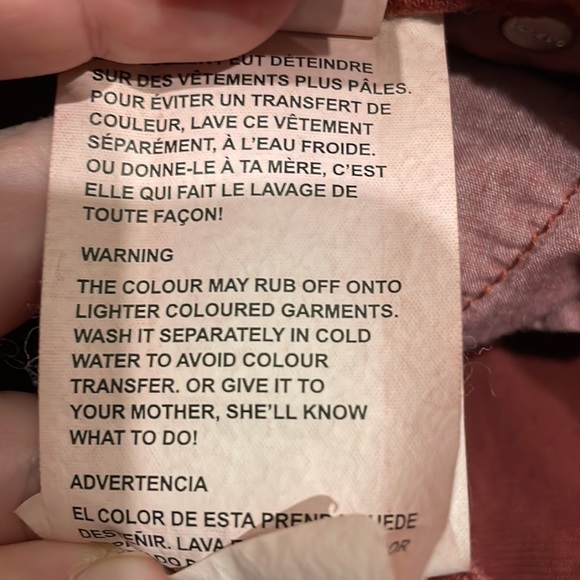 EUT DÉTEINDRE
SUR DES VÊTEMENTS PLUS PÂLES.
POUR ÉVITER UN TRANSFERT DE
COULEUR, LAVE CE VÊTEMENT
SÉPARÉMENT, À L'EAU FROIDE.
OU DONNE-LE À TA MÈRE, C'EST
ELLE QUI FAIT LE LAVAGE DE
TOUTE FAÇON!
WARNING
THE COLOUR MAY RUB OFF ONTO
LIGHTER COLOURED GARMENTS.
WASH IT SEPARATELY IN COLD
WATER TO AVOID COLOUR
TRANSFER. OR GIVE IT TO
YOUR MOTHER, SHE'LL KNOW
WHAT TO DO!
ADVERTENCIA
EL COLOR DE ESTA
LAVA